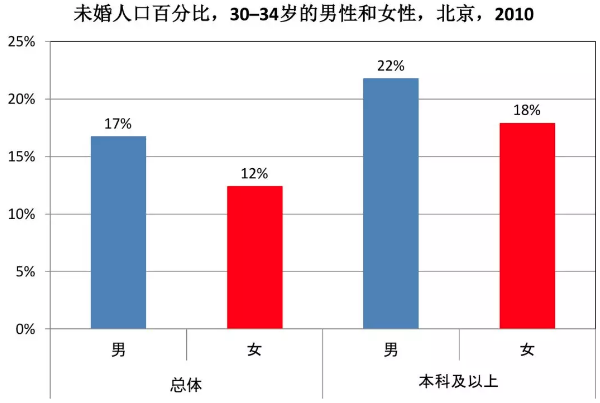 未婚人口百分比，30–34岁的男性和女性，北京，2010
25%
20%
15%
10%
5%
0%
17%
12%
22%
18%
男
女
男
女
总体
本科及以上